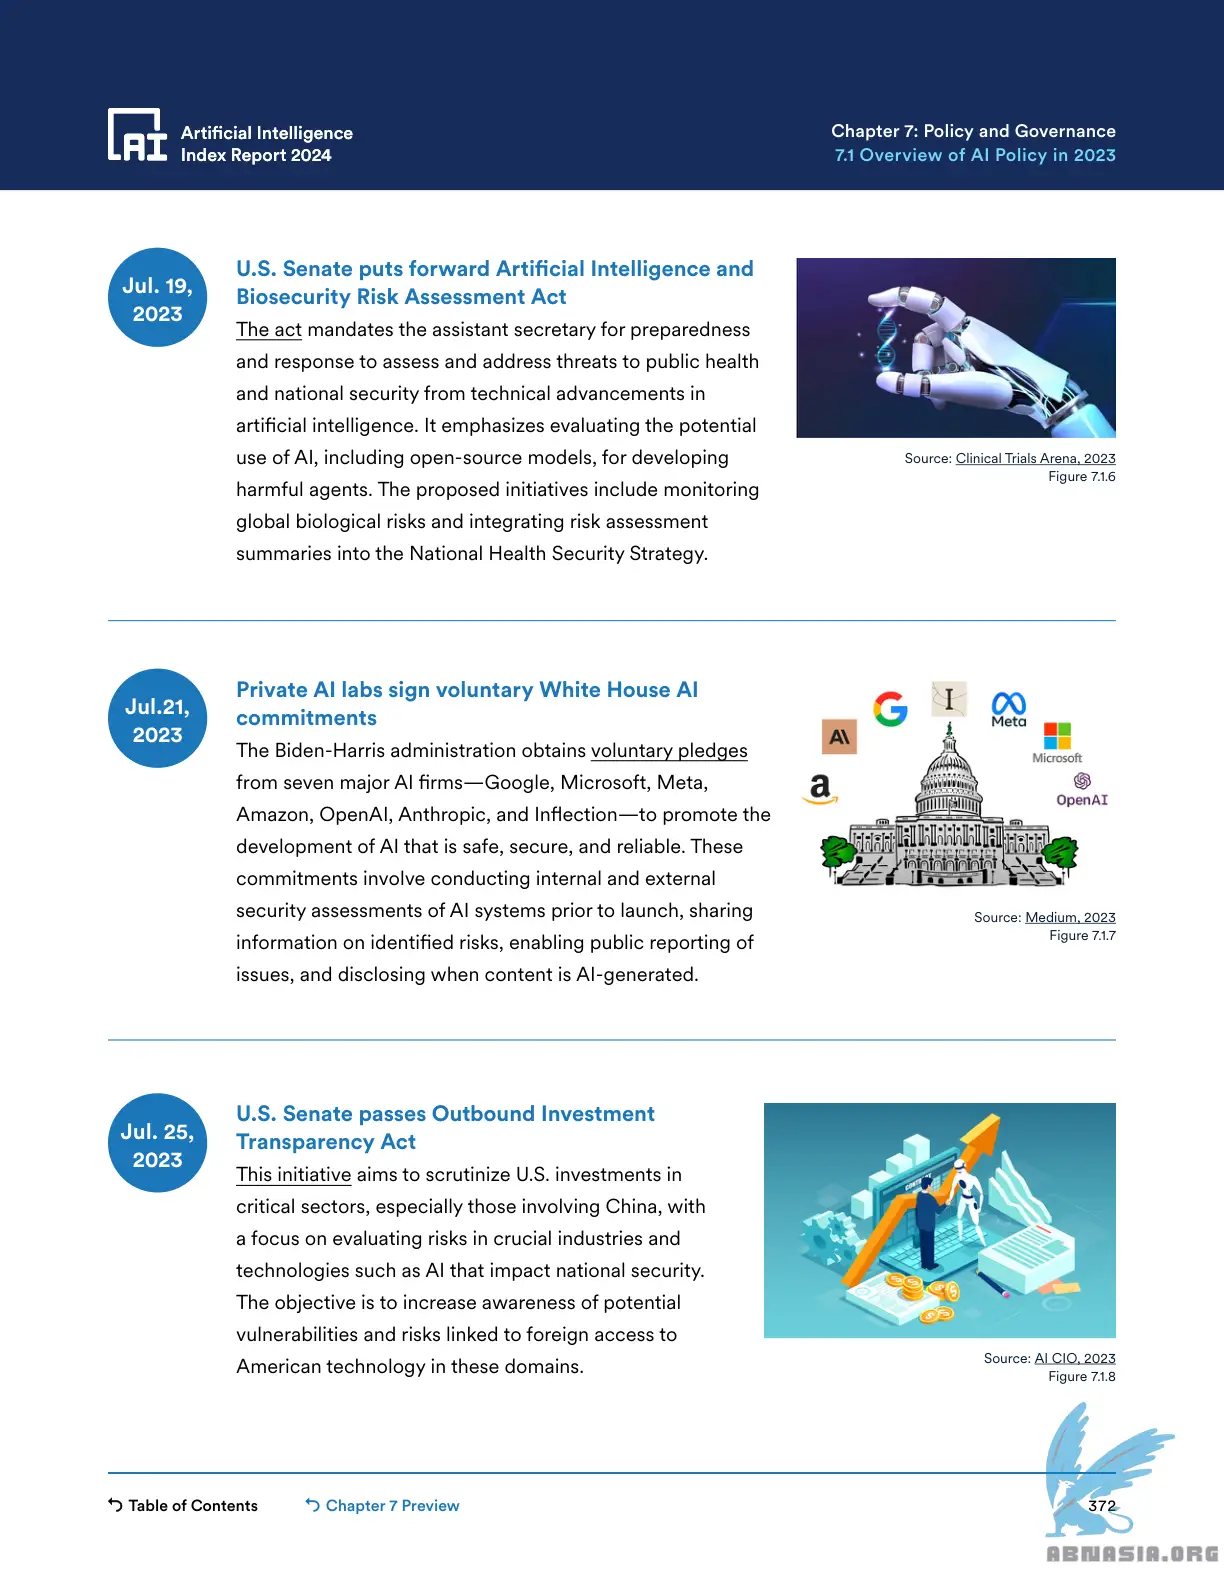 Artificial Intelligence
Index Report 2024
Chapter 7: Policy and Governance
7.1 Overview of AI Policy in 2023
Jul. 19,
2023
U.S. Senate puts forward Artificial Intelligence and
Biosecurity Risk Assessment Act
The act mandates the assistant secretary for preparedness
and response to assess and address threats to public health
and national security from technical advancements in
artificial intelligence. It emphasizes evaluating the potential
use of AI, including open-source models, for developing
harmful agents. The proposed initiatives include monitoring
global biological risks and integrating risk assessment
summaries into the National Health Security Strategy.
Source: Clinical Trials Arena, 2023
Figure 7.1.6
Jul.21,
2023
Private AI labs sign voluntary White House AI
commitments
The Biden-Harris administration obtains voluntary pledges
from seven major AI firms—Google, Microsoft, Meta,
Amazon, OpenAI, Anthropic, and Inflection—to promote the
development of AI that is safe, secure, and reliable. These
commitments involve conducting internal and external
security assessments of AI systems prior to launch, sharing
information on identified risks, enabling public reporting of
issues, and disclosing when content is AI-generated.
Meta
Microsoft
OpenAI
Source: Medium, 2023
Figure 7.1.7
Jul. 25,
2023
U.S. Senate passes Outbound Investment
Transparency Act
This initiative aims to scrutinize U.S. investments in
critical sectors, especially those involving China, with
a focus on evaluating risks in crucial industries and
technologies such as AI that impact national security.
The objective is to increase awareness of potential
vulnerabilities and risks linked to foreign access to
American technology in these domains.
Source: AI CIO, 2023
Figure 7.1.8
Table of Contents
Chapter 7 Preview
372
ABNASIA.ORG